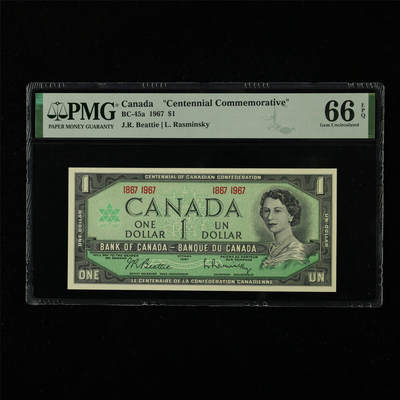 PMG
PAPER MONEY GUARANTY
Canada "Centennial Commemorative"
BC-45a 1967 $1
J.R. Beattie | L. Rasminsky
66 EPQ
Gem Uncirculated
CENTENNIAL OF CANADIAN CONFEDERATION
1 1867 1967 1867 1967 1
CANADA
ONE DOLLAR 1 UN DOLLAR
BANK OF CANADA – BANQUE DU CANADA
ONE UN
LE CENTENAIRE DE LA CONFÉDÉRATION CANADIENNE